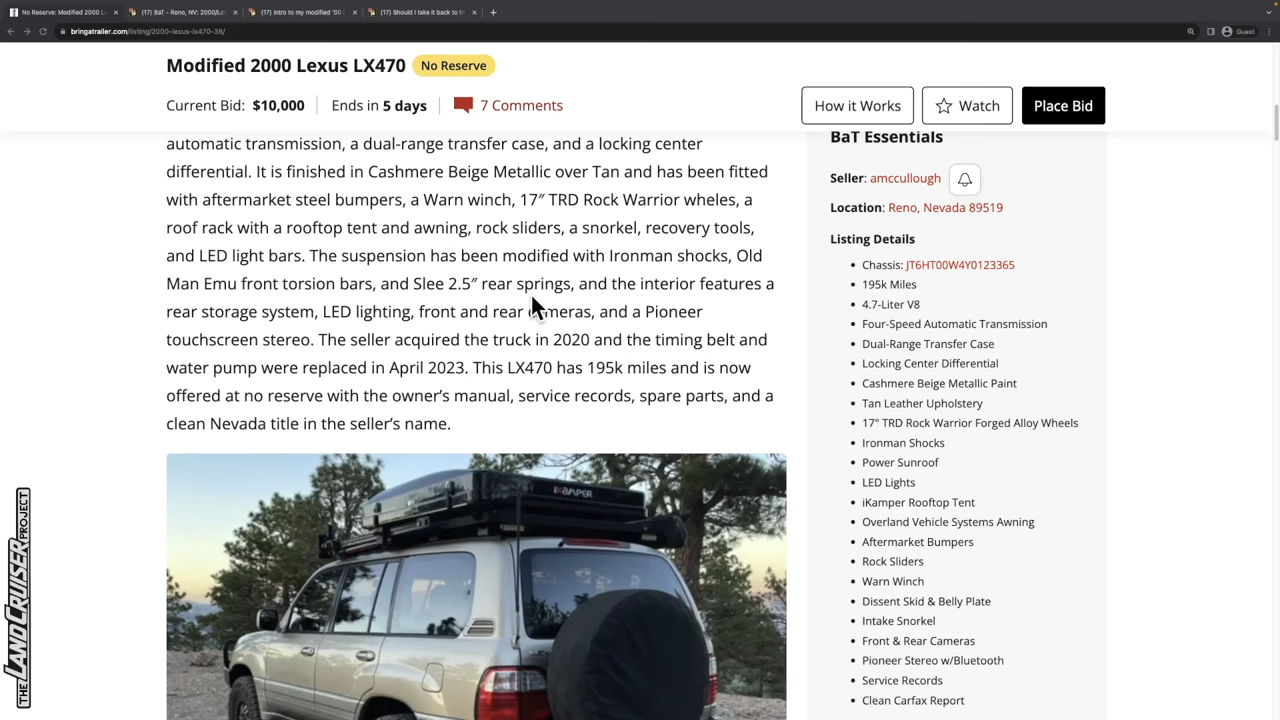 No Reserve: Modified 2000 L
(17) BaT - Reno, NV: 2000/Le
(17) Intro to my modified '00 L
(17) Should I take it back to th
bringatrailer.com/listing/2000-lexus-lx470-38/
Guest
Modified 2000 Lexus LX470
No Reserve
Current Bid: $10,000
Ends in 5 days
7 Comments
How it Works
Watch
Place Bid
automatic transmission, a dual-range transfer case, and a locking center
differential. It is finished in Cashmere Beige Metallic over Tan and has been fitted
with aftermarket steel bumpers, a Warn winch, 17″ TRD Rock Warrior wheles, a
roof rack with a rooftop tent and awning, rock sliders, a snorkel, recovery tools,
and LED light bars. The suspension has been modified with Ironman shocks, Old
Man Emu front torsion bars, and Slee 2.5″ rear springs, and the interior features a
rear storage system, LED lighting, front and rear cameras, and a Pioneer
touchscreen stereo. The seller acquired the truck in 2020 and the timing belt and
water pump were replaced in April 2023. This LX470 has 195k miles and is now
offered at no reserve with the owner’s manual, service records, spare parts, and a
clean Nevada title in the seller’s name.
BaT Essentials
Seller: amccullough
Location: Reno, Nevada 89519
Listing Details
Chassis: JT6HT00W4Y0123365
195k Miles
4.7-Liter V8
Four-Speed Automatic Transmission
Dual-Range Transfer Case
Locking Center Differential
Cashmere Beige Metallic Paint
Tan Leather Upholstery
17" TRD Rock Warrior Forged Alloy Wheels
Ironman Shocks
Power Sunroof
LED Lights
iKamper Rooftop Tent
Overland Vehicle Systems Awning
Aftermarket Bumpers
Rock Sliders
Warn Winch
Dissent Skid & Belly Plate
Intake Snorkel
Front & Rear Cameras
Pioneer Stereo w/Bluetooth
Service Records
Clean Carfax Report
iKAMPER
THE LAND CRUISER PROJECT